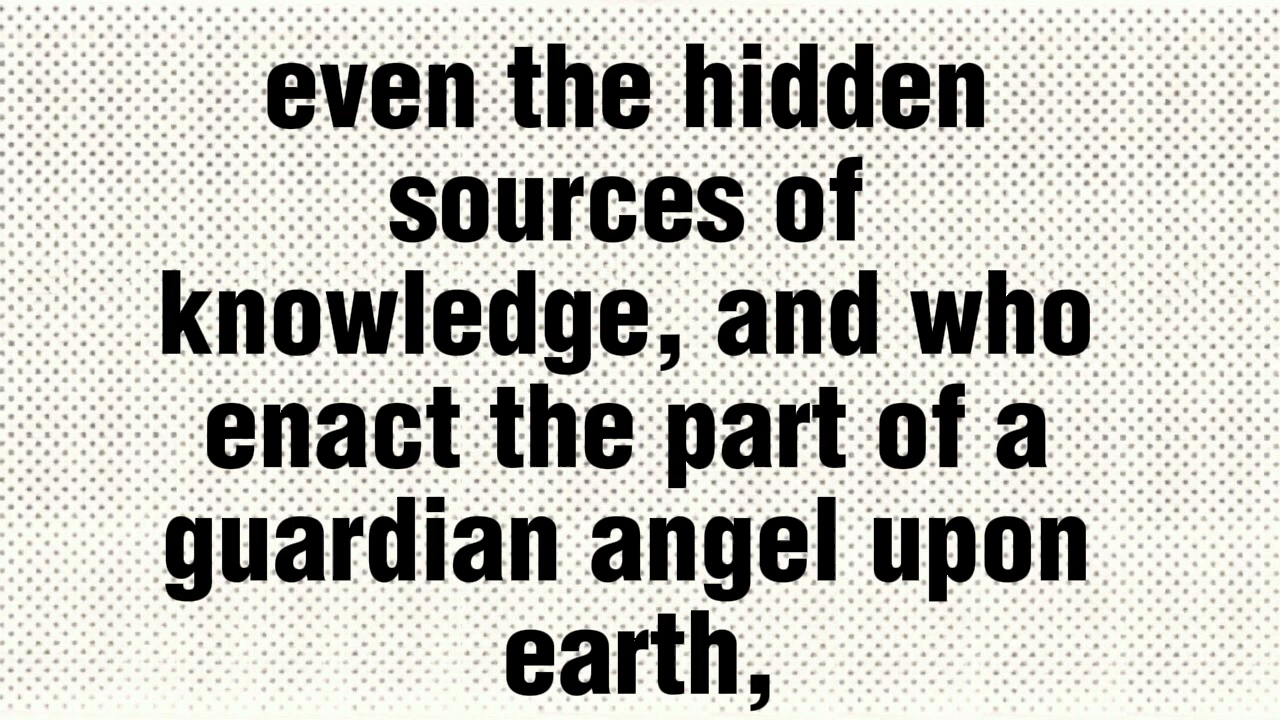 even the hidden
sources of
knowledge, and who
enact the part of a
guardian angel upon
earth,